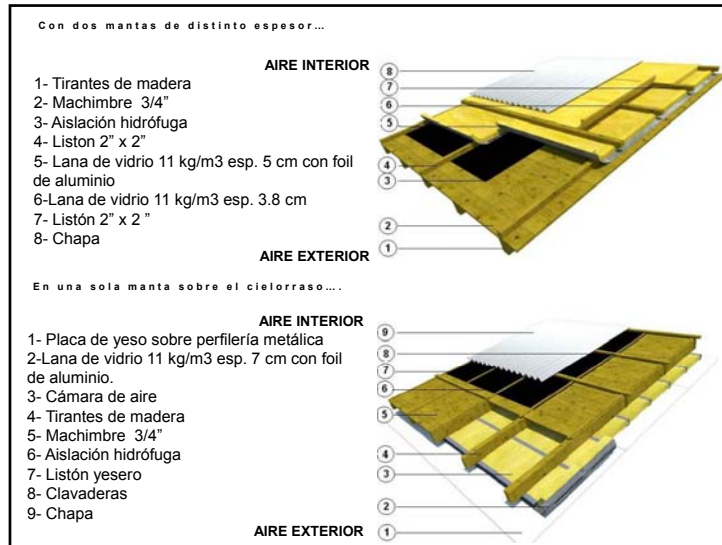 Con dos mantas de distinto espesor…
AIRE INTERIOR
1- Tirantes de madera
2- Machimbre 3/4”
3- Aislación hidrófuga
4- Liston 2” x 2”
5- Lana de vidrio 11 kg/m3 esp. 5 cm con foil
de aluminio
6-Lana de vidrio 11 kg/m3 esp. 3.8 cm
7- Listón 2” x 2 ”
8- Chapa
AIRE EXTERIOR
8
7
6
5
4
3
2
1
En una sola manta sobre el cielorraso….
AIRE INTERIOR
1- Placa de yeso sobre perfilería metálica
2-Lana de vidrio 11 kg/m3 esp. 7 cm con foil
de aluminio.
3- Cámara de aire
4- Tirantes de madera
5- Machimbre 3/4”
6- Aislación hidrófuga
7- Listón yesero
8- Clavaderas
9- Chapa
AIRE EXTERIOR
9
8
7
6
5
4
3
2
1